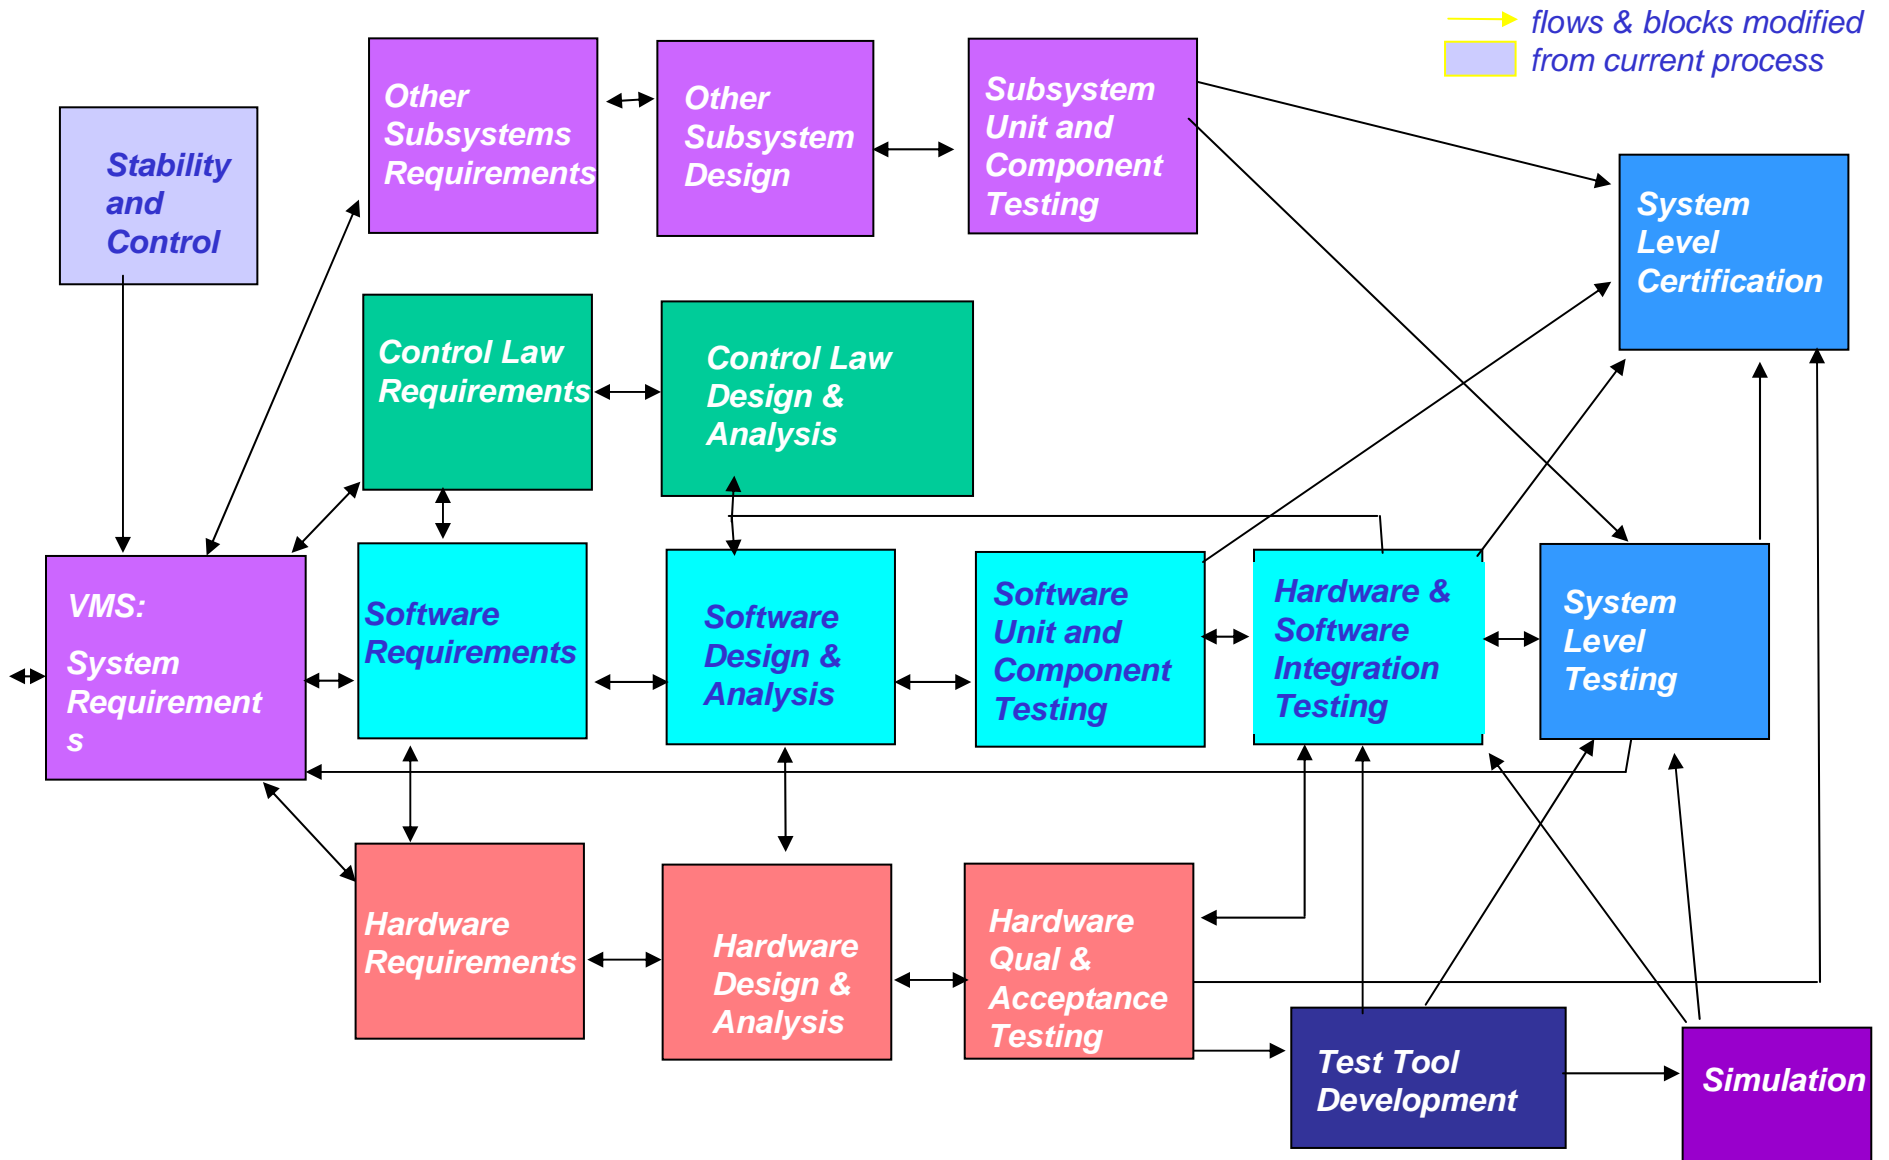 flows & blocks modified
from current process
Other
Subsystems
Requirements
Other
Subsystem
Design
Subsystem
Unit and
Component
Testing
Stability
and
Control
System
Level
Certification
Control Law
Requirements
Control Law
Design &
Analysis
VMS:
System
Requirement
s
Software
Requirements
Software
Design &
Analysis
Software
Unit and
Component
Testing
Hardware &
Software
Integration
Testing
System
Level
Testing
Hardware
Requirements
Hardware
Design &
Analysis
Hardware
Qual &
Acceptance
Testing
Test Tool
Development
Simulation